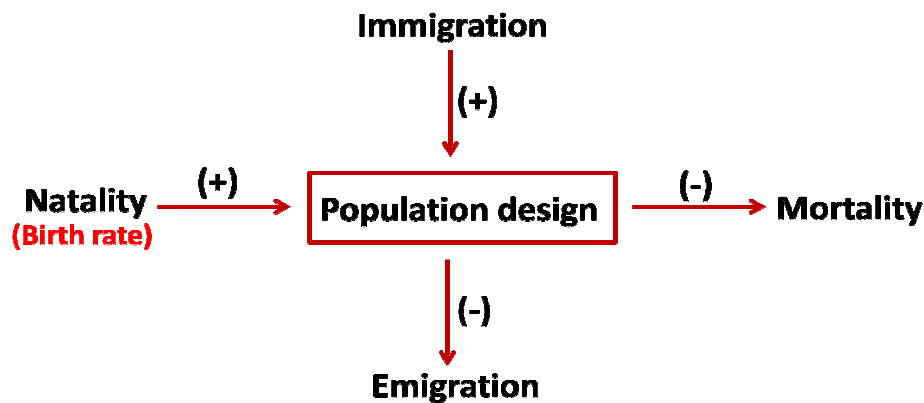 Immigration
(+)
Natality
(Birth rate)
(+)
Population design
(-)
Mortality
(-)
Emigration